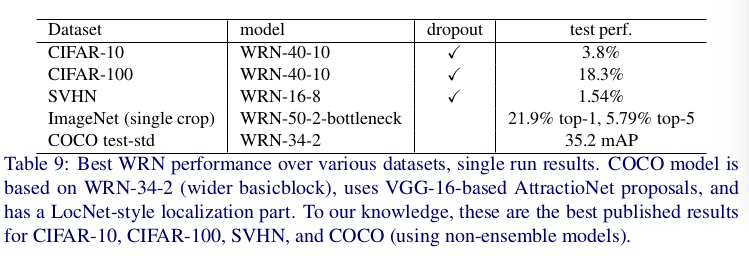 Dataset model dropout test perf.
CIFAR-10 WRN-40-10 ✓ 3.8%
CIFAR-100 WRN-40-10 ✓ 18.3%
SVHN WRN-16-8 ✓ 1.54%
ImageNet (single crop) WRN-50-2-bottleneck 21.9% top-1, 5.79% top-5
COCO test-std WRN-34-2 35.2 mAP
Table 9: Best WRN performance over various datasets, single run results. COCO model is
based on WRN-34-2 (wider basicblock), uses VGG-16-based AttractioNet proposals, and
has a LocNet-style localization part. To our knowledge, these are the best published results
for CIFAR-10, CIFAR-100, SVHN, and COCO (using non-ensemble models).